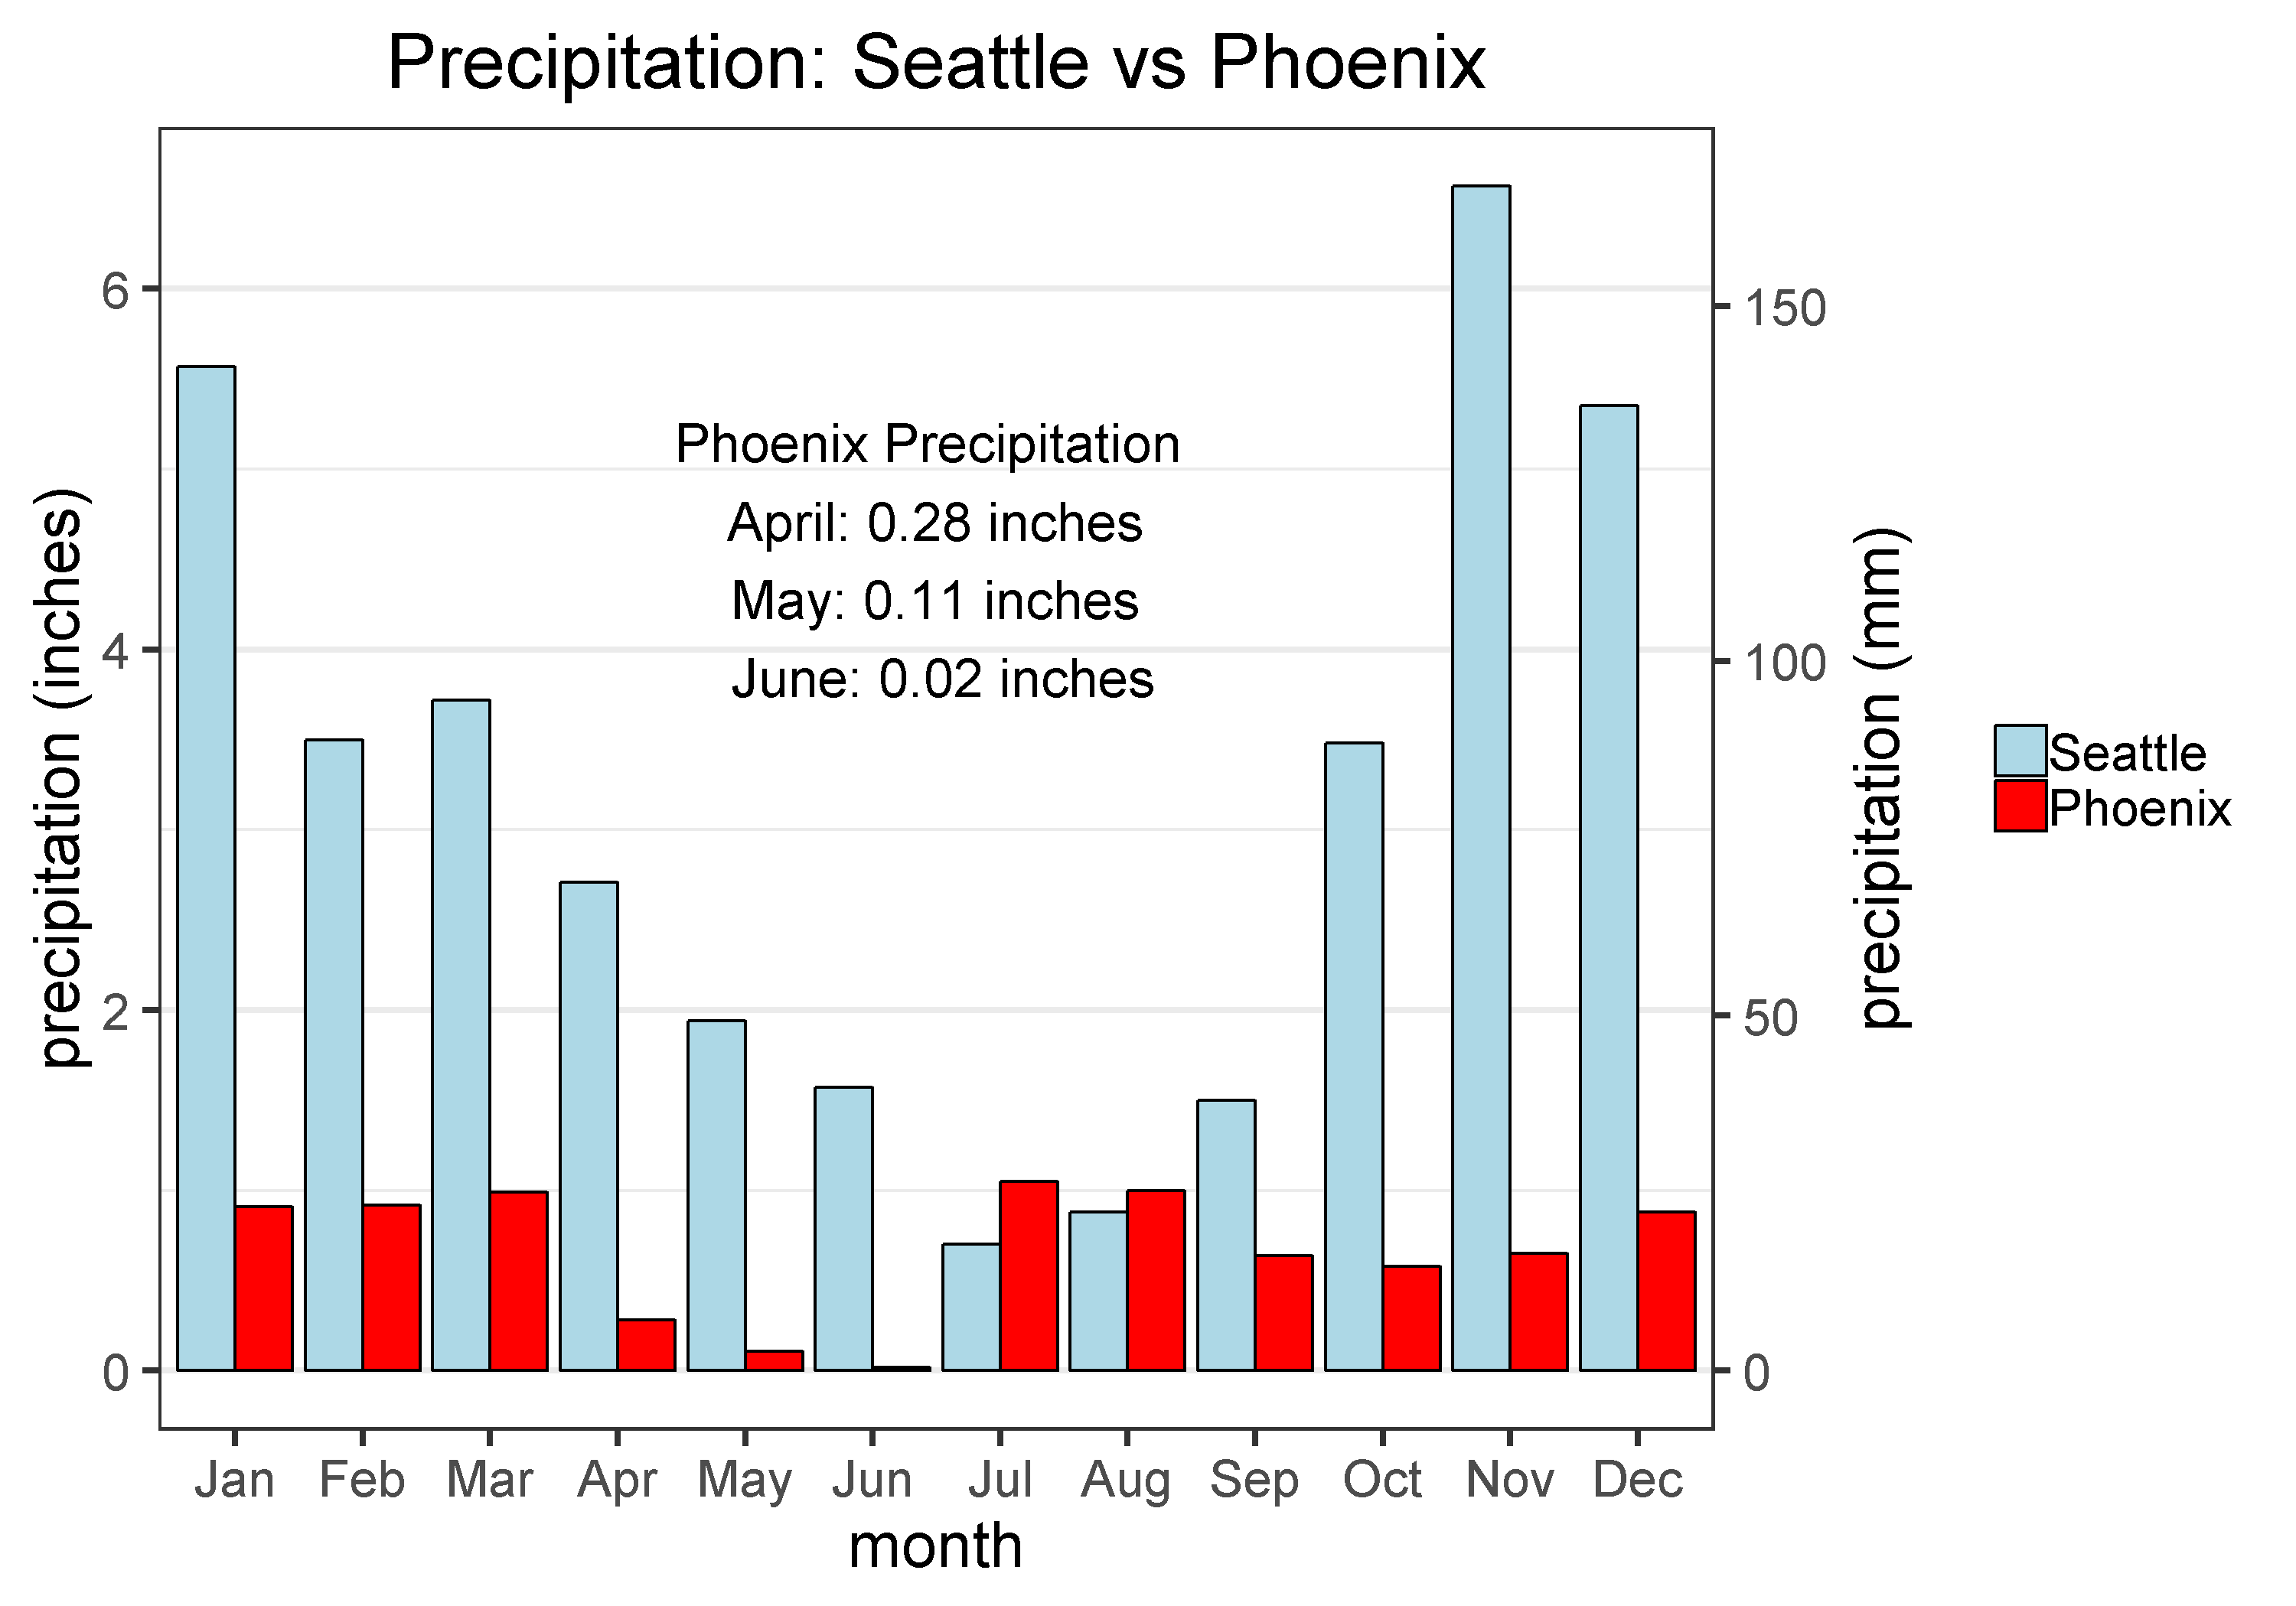 Precipitation: Seattle vs Phoenix
precipitation (inches)
6
4
2
0
Phoenix Precipitation
April: 0.28 inches
May: 0.11 inches
June: 0.02 inches
150
100
50
0
precipitation (mm)
Seattle
Phoenix
Jan Feb Mar Apr May Jun Jul Aug Sep Oct Nov Dec
month